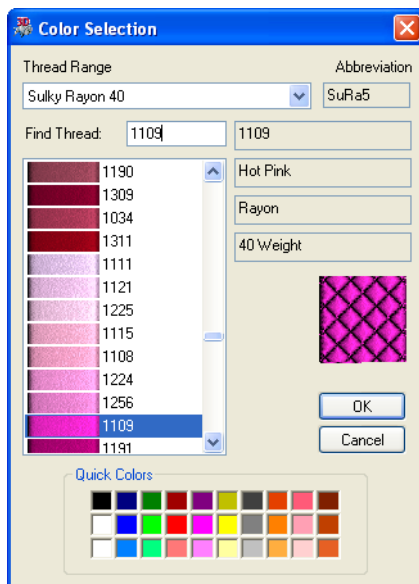 Color Selection
Thread Range
Abbreviation
Sulky Rayon 40
SuRa5
Find Thread:
1109
1109
Hot Pink
Rayon
40 Weight
1190
1309
1034
1311
1111
1121
1225
1115
1108
1224
1256
1109
1191
OK
Cancel
Quick Colors